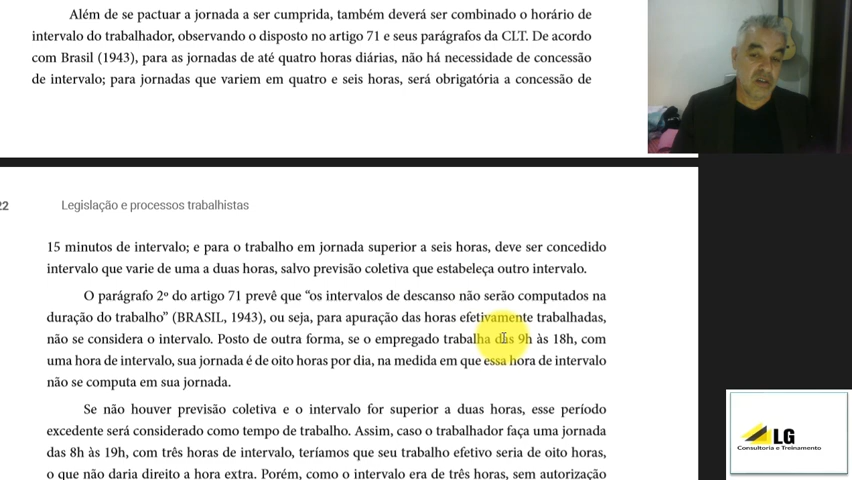 Além de se pactuar a jornada a ser cumprida, também deverá ser combinado o horário de
intervalo do trabalhador, observando o disposto no artigo 71 e seus parágrafos da CLT. De acordo
com Brasil (1943), para as jornadas de até quatro horas diárias, não há necessidade de concessão
de intervalo; para jornadas que variem em quatro e seis horas, será obrigatória a concessão de
22 Legislação e processos trabalhistas
15 minutos de intervalo; e para o trabalho em jornada superior a seis horas, deve ser concedido
intervalo que varie de uma a duas horas, salvo previsão coletiva que estabeleça outro intervalo.
O parágrafo 2º do artigo 71 prevê que “os intervalos de descanso não serão computados na
duração do trabalho” (BRASIL, 1943), ou seja, para apuração das horas efetivamente trabalhadas,
não se considera o intervalo. Posto de outra forma, se o empregado trabalha das 9h às 18h, com
uma hora de intervalo, sua jornada é de oito horas por dia, na medida em que essa hora de intervalo
não se computa em sua jornada.
Se não houver previsão coletiva e o intervalo for superior a duas horas, esse período
excedente será considerado como tempo de trabalho. Assim, caso o trabalhador faça uma jornada
das 8h às 19h, com três horas de intervalo, teríamos que seu trabalho efetivo seria de oito horas,
o que não daria direito a hora extra. Porém, como o intervalo era de três horas, sem autorização
LG
Consultoria e Treinamento